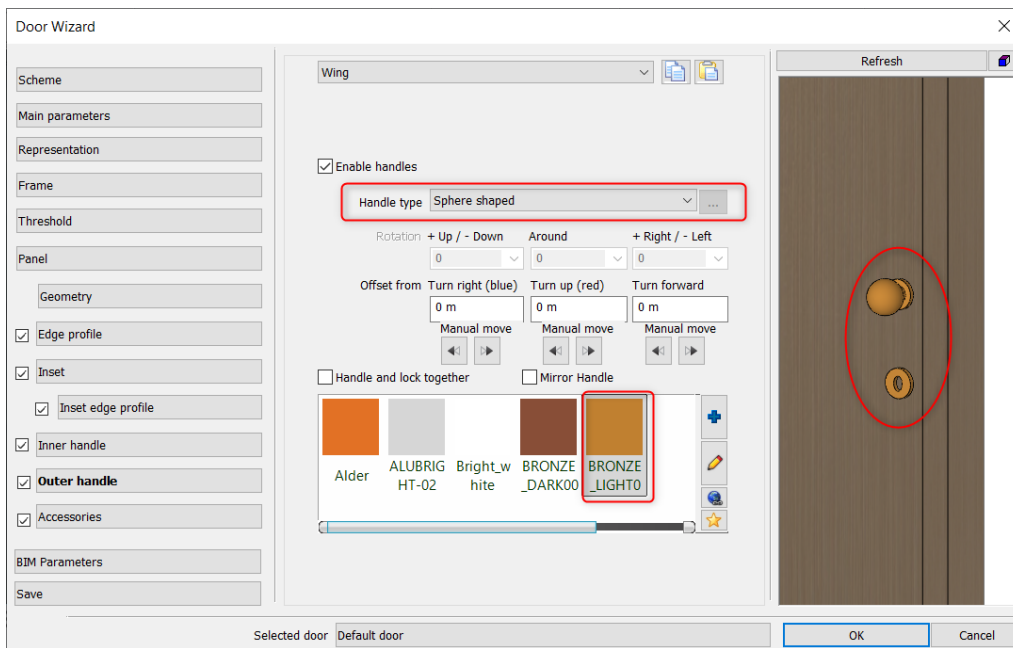 Door Wizard
Scheme
Main parameters
Representation
Frame
Threshold
Panel
Geometry
Edge profile
Inset
Inset edge profile
Inner handle
Outer handle
Accessories
BIM Parameters
Save
Wing
Enable handles
Handle type Sphere shaped ...
Rotation + Up / - Down Around + Right / - Left
0 0 0
Offset from Turn right (blue) Turn up (red) Turn forward
0 m 0 m 0 m
Manual move Manual move Manual move
Handle and lock together Mirror Handle
Alder ALUBRIG Bright_w BRONZE BRONZE
HT-02 hite _DARK00 _LIGHT0
Refresh
Selected door Default door
OK Cancel